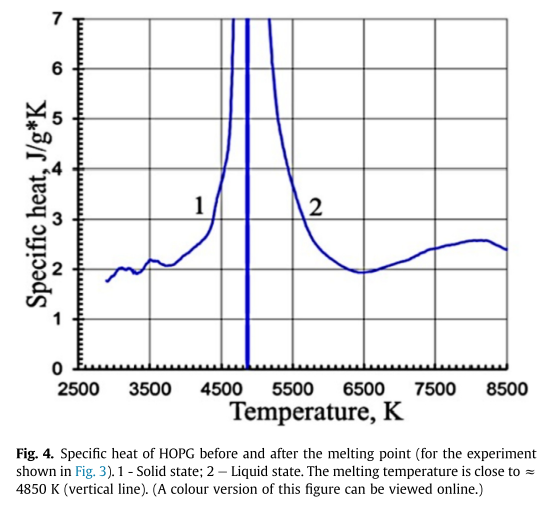 7
6
5
4
3
2
1
0
Specific heat, J/g*K
1
2
2500 3500 4500 5500 6500 7500 8500
Temperature, K
Fig. 4. Specific heat of HOPG before and after the melting point (for the experiment
shown in Fig. 3). 1 - Solid state; 2 – Liquid state. The melting temperature is close to ≈
4850 K (vertical line). (A colour version of this figure can be viewed online.)